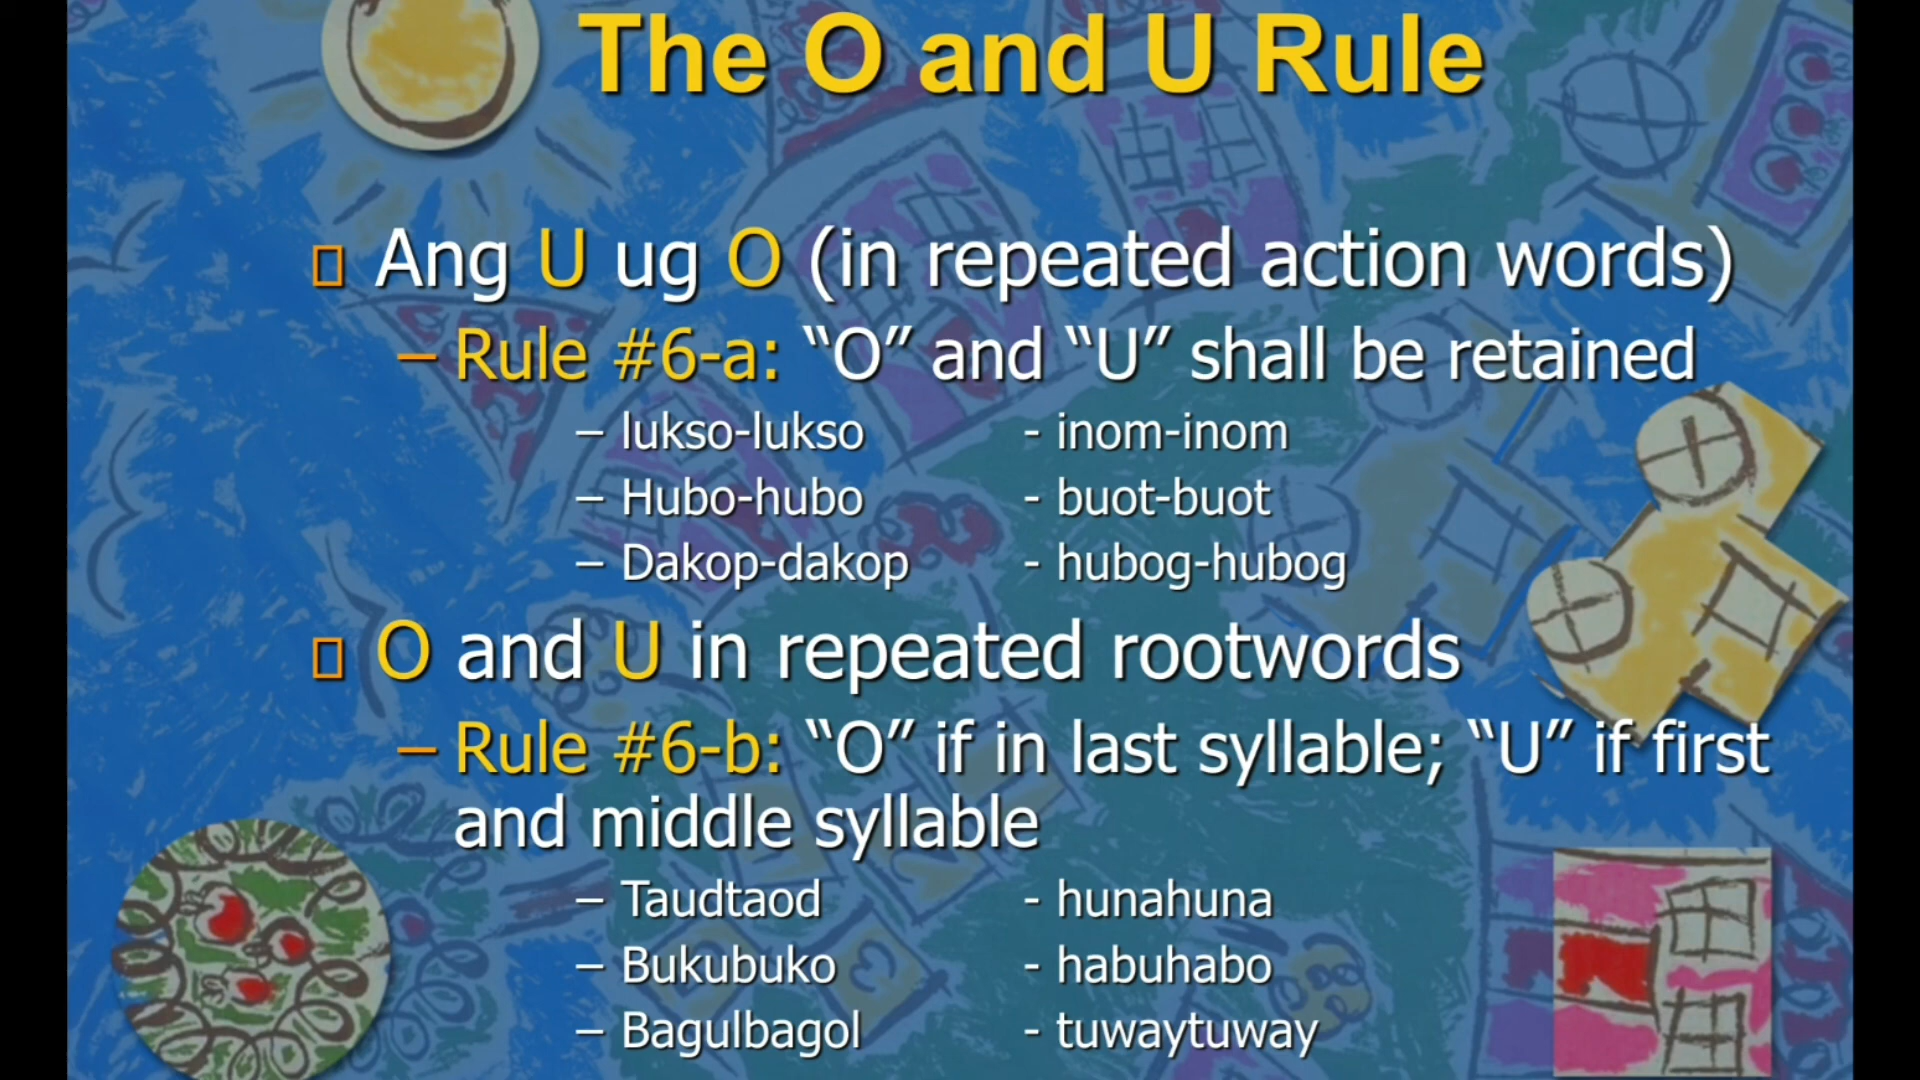 The O and U Rule
Ang U ug O (in repeated action words)
– Rule #6-a: “O” and “U” shall be retained
– lukso-lukso - inom-inom
– Hubo-hubo - buot-buot
– Dakop-dakop - hubog-hubog
O and U in repeated rootwords
– Rule #6-b: “O” if in last syllable; “U” if first
and middle syllable
– Taudtaod - hunahuna
– Bukubuko - habuhabo
– Bagulbagol - tuwaytuway